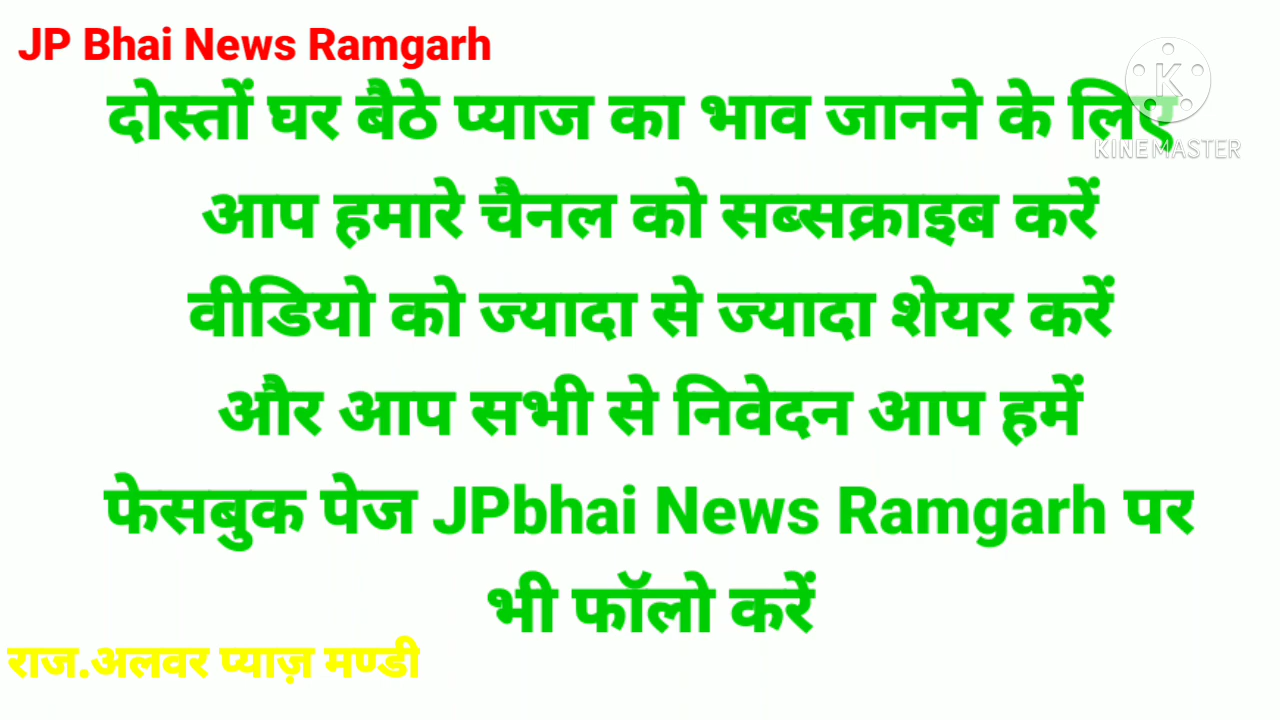 JP Bhai News Ramgarh
दोस्तों घर बैठे प्याज का भाव जानने के लिए
K
KINEMASTER
आप हमारे चैनल को सब्सक्राइब करें
वीडियो को ज्यादा से ज्यादा शेयर करें
और आप सभी से निवेदन आप हमें
फेसबुक पेज JPbhai News Ramgarh पर
भी फॉलो करें
राज.अलवर प्याज़ मण्डी